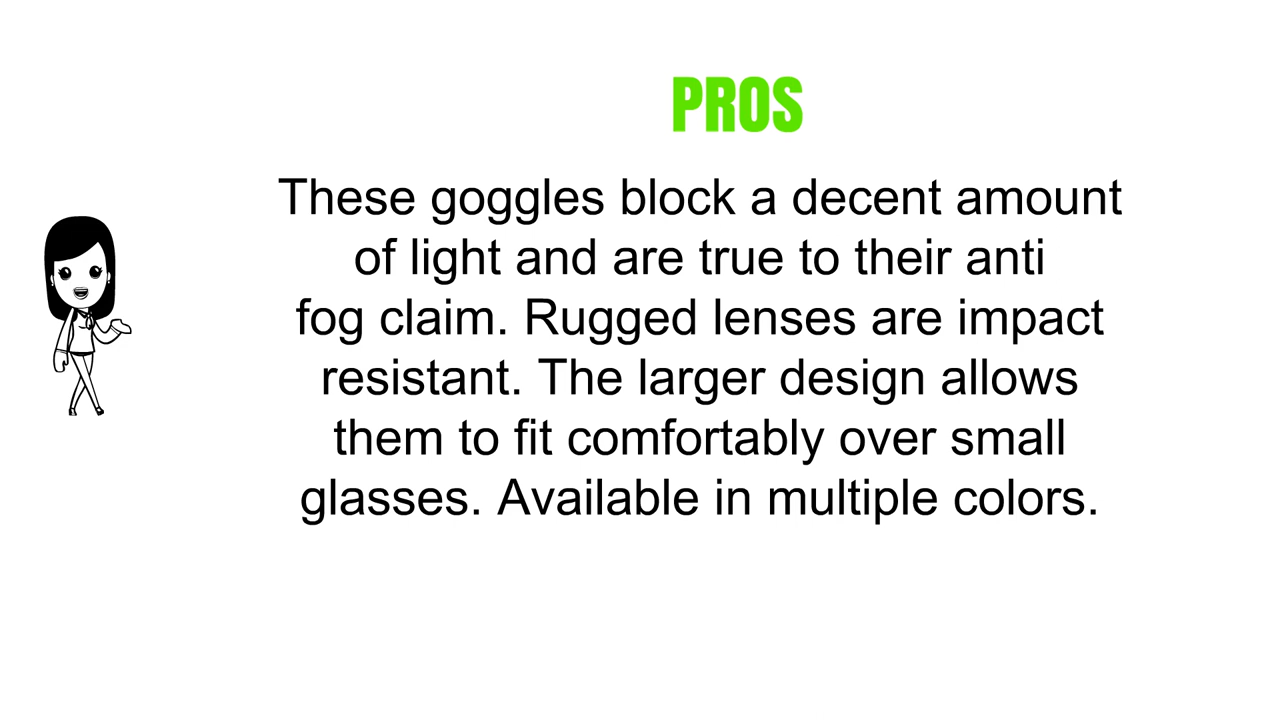 PROS
These goggles block a decent amount
of light and are true to their anti
fog claim. Rugged lenses are impact
resistant. The larger design allows
them to fit comfortably over small
glasses. Available in multiple colors.